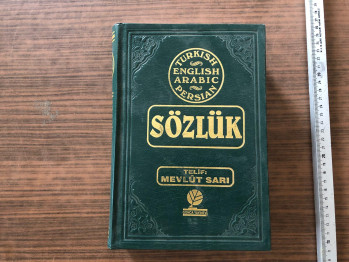 TURKISH
ENGLISH
ARABIC
PERSIAN
SÖZLÜK
TELİF:
MEVLÜT SARI